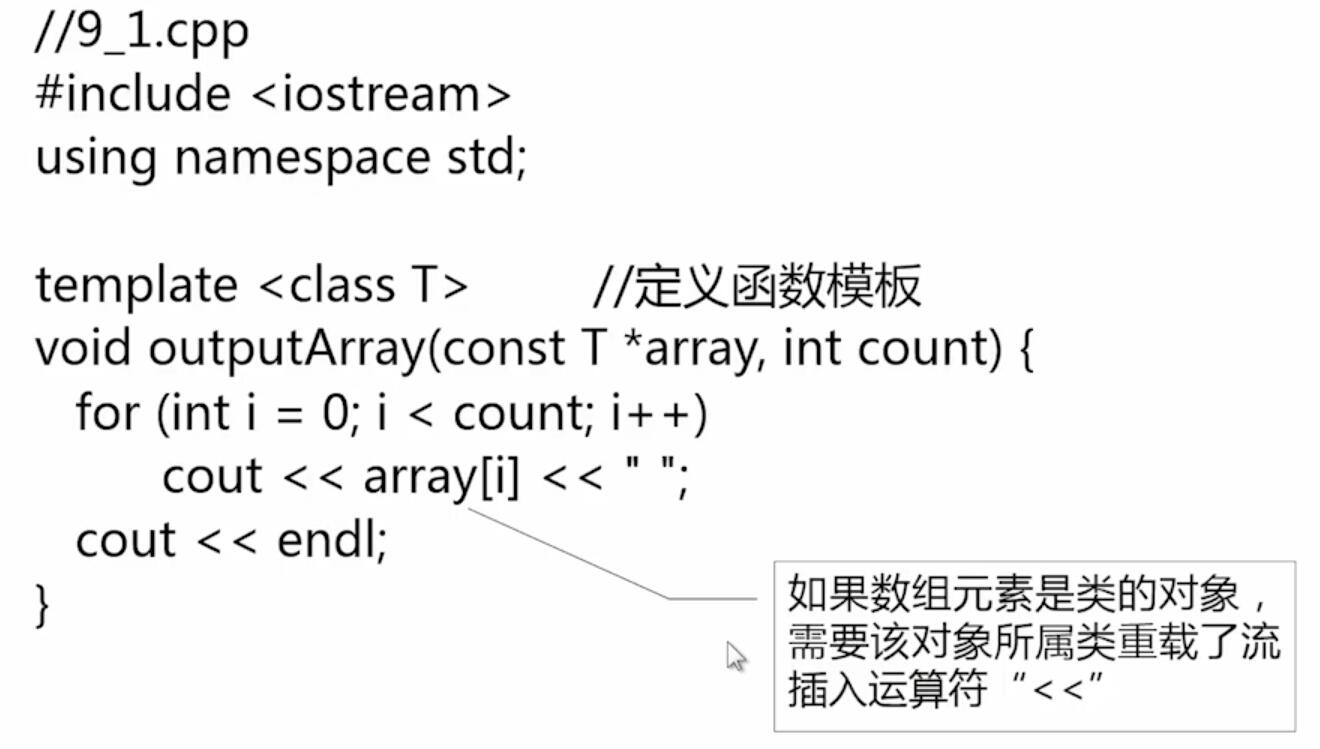 //9_1.cpp
#include <iostream>
using namespace std;
template <class T> //定义函数模板
void outputArray(const T *array, int count) {
for (int i = 0; i < count; i++)
cout << array[i] << " ";
cout << endl;
}
如果数组元素是类的对象，
需要该对象所属类重载了流
插入运算符“<<”